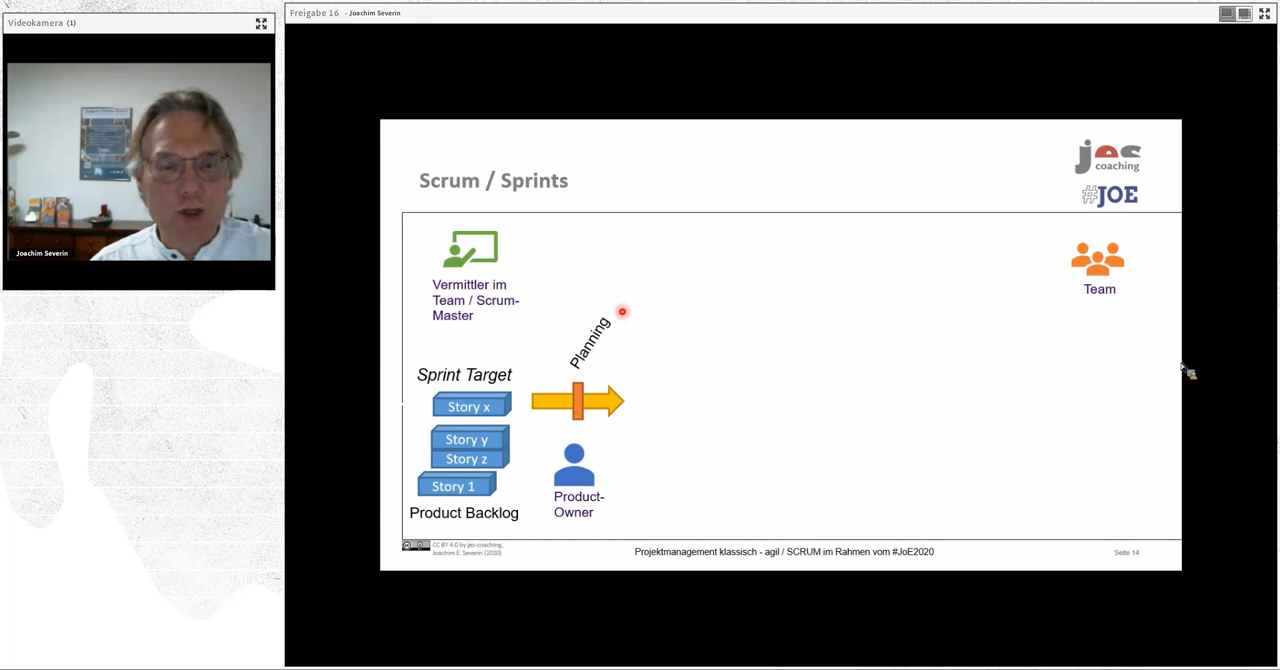 Videokamera (1)
Joachim Severin
Freigabe 16 - Joachim Severin
jes
coaching
#JOE
Scrum / Sprints
Vermittler im
Team / Scrum-
Master
Team
Planning
Sprint Target
Story x
Story y
Story z
Story 1
Product Backlog
Product-
Owner
CC BY 4.0 by jes-coaching,
Joachim E. Severin (2020)
Projektmanagement klassisch - agil / SCRUM im Rahmen vom #JoE2020
Seite 14